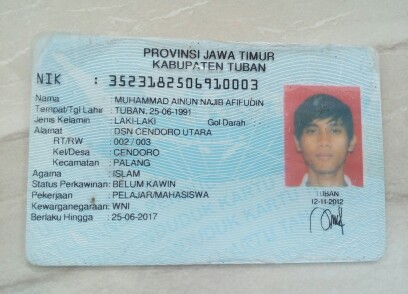 PROVINSI JAWA TIMUR
KABUPATEN TUBAN
NIK : 3523182506910003
Nama : MUHAMMAD AINUN NAJIB AFIFUDIN
Tempat/Tgl Lahir : TUBAN, 25-06-1991
Jenis Kelamin : LAKI-LAKI Gol Darah : -
Alamat : DSN CENDORO UTARA
RT/RW : 002 / 003
Kel/Desa : CENDORO
Kecamatan : PALANG
Agama : ISLAM
Status Perkawinan: BELUM KAWIN
Pekerjaan : PELAJAR/MAHASISWA
Kewarganegaraan: WNI
Berlaku Hingga : 25-06-2017
TUBAN
12-11-2012